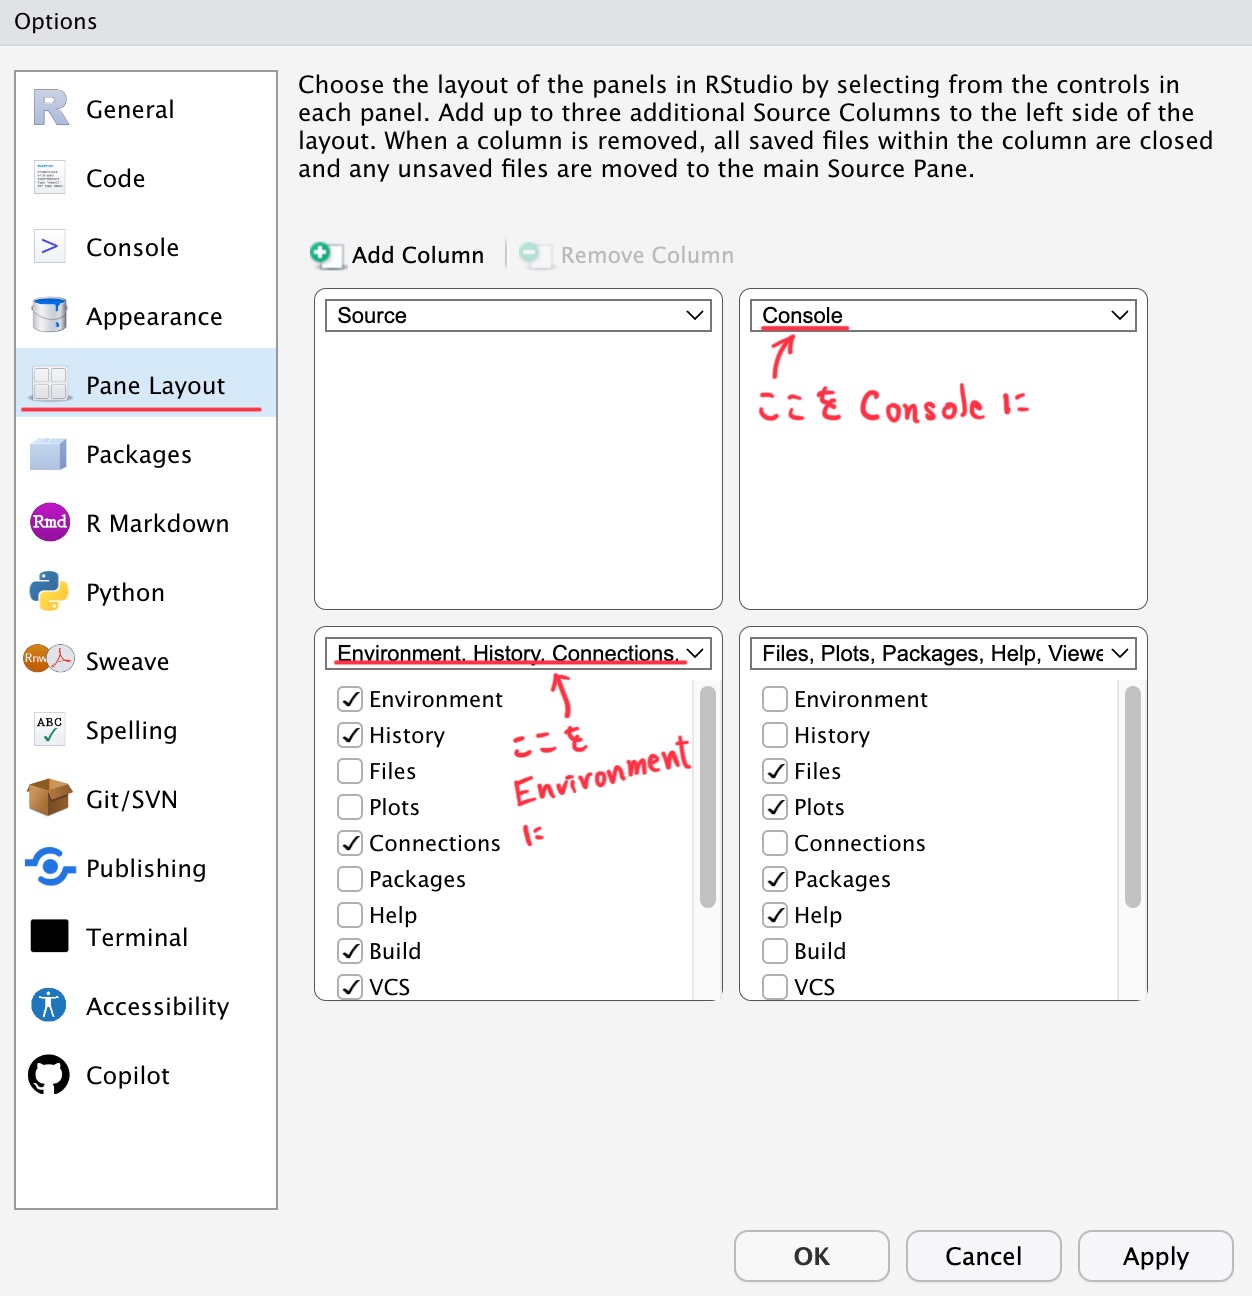 Options
General
Code
Console
Appearance
Pane Layout
Packages
Rmd R Markdown
Python
Rnw Sweave
ABC Spelling
Git/SVN
Publishing
Terminal
Accessibility
Copilot
Choose the layout of the panels in RStudio by selecting from the controls in
each panel. Add up to three additional Source Columns to the left side of the
layout. When a column is removed, all saved files within the column are closed
and any unsaved files are moved to the main Source Pane.
Add Column
Remove Column
Source
Console
ここを Console に
Environment, History, Connections,
Environment
History
Files
Plots
Connections
Packages
Help
Build
VCS
ここを
Environment
に
Files, Plots, Packages, Help, Viewe
Environment
History
Files
Plots
Connections
Packages
Help
Build
VCS
OK
Cancel
Apply